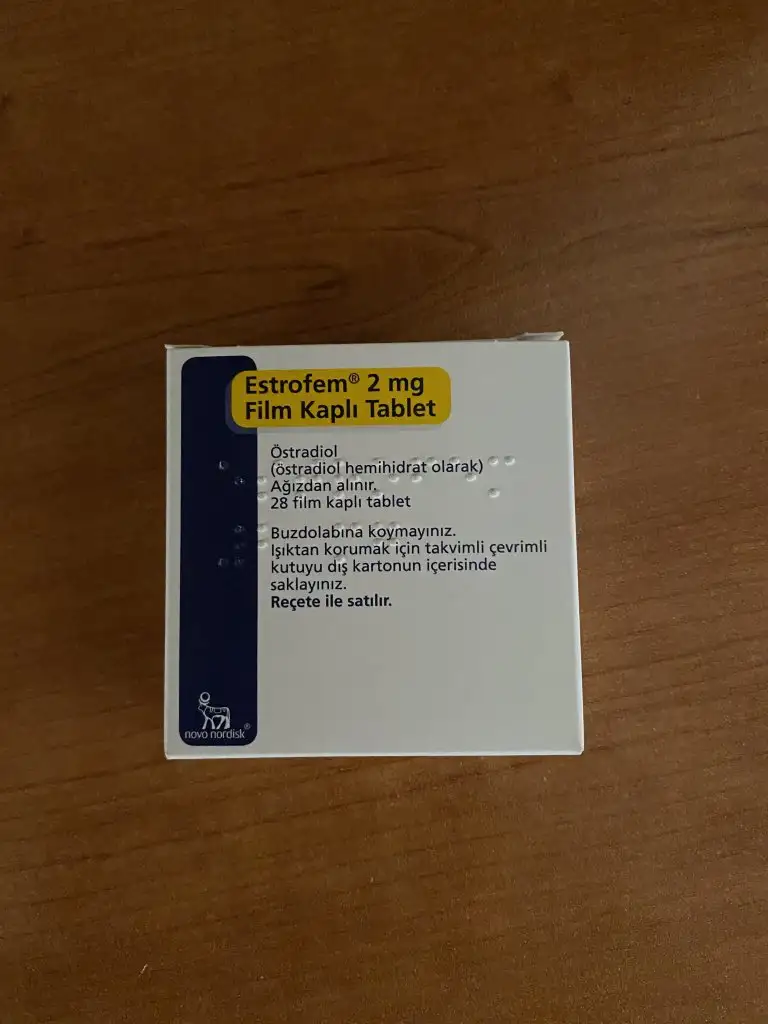 Estrofem® 2 mg
Film Kaplı Tablet
Östradiol
(östradiol hemihidrat olarak)
Ağızdan alınır.
28 film kaplı tablet
Buzdolabına koymayınız.
Işıktan korumak için takvimli çevrimli
kutuyu dış kartonun içerisinde
saklayınız.
Reçete ile satılır.
novo nordisk®